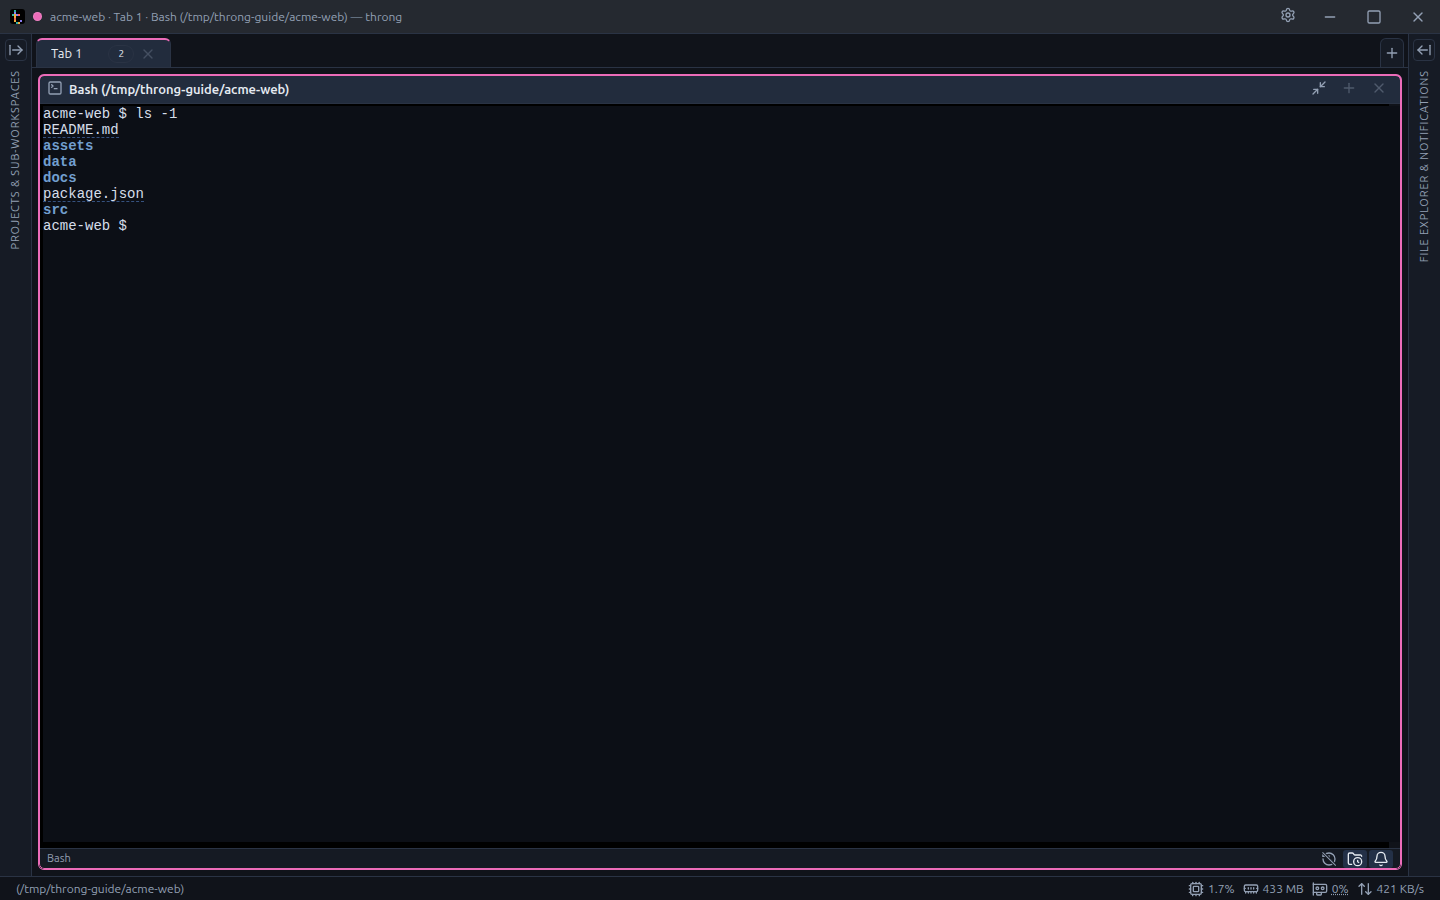 acme-web · Tab 1 · Bash (/tmp/throng-guide/acme-web) — throng
Tab 1 2
PROJECTS & SUB-WORKSPACES
Bash (/tmp/throng-guide/acme-web)
acme-web $ ls -1
README.md
assets
data
docs
package.json
src
acme-web $
Bash
FILE EXPLORER & NOTIFICATIONS
(/tmp/throng-guide/acme-web)
1.7% 433 MB 0% 421 KB/s